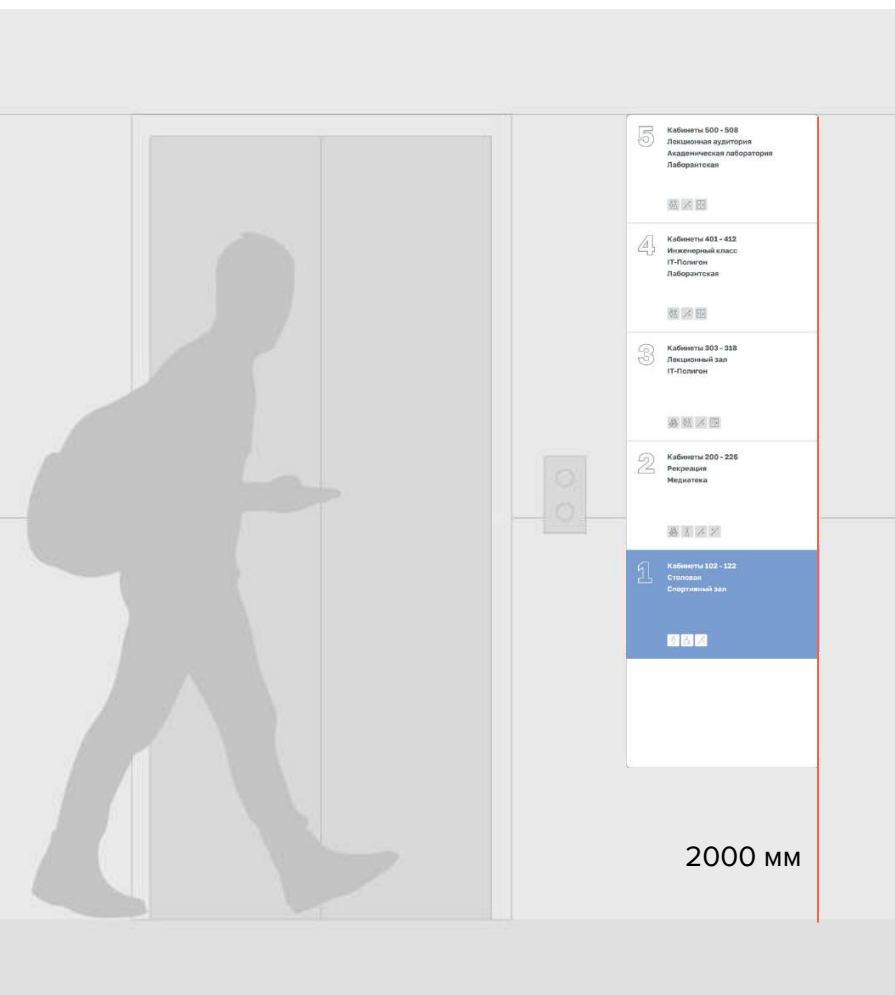 5
Кабинеты 500 - 508
Лекционная аудитория
Академическая лаборатория
Лаборантская
4
Кабинеты 401 - 412
Инженерный класс
IT-Полигон
Лаборантская
3
Кабинеты 303 - 318
Лекционный зал
IT-Полигон
2
Кабинеты 200 - 226
Рекреация
Медиатека
1
Кабинеты 102 - 122
Столовая
Спортивный зал
2000 мм